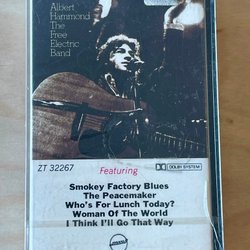 Albert
Hammond
The
Free
Electric
Band
ZT 32267
DOLBY SYSTEM
Featuring
Smokey Factory Blues
The Peacemaker
Who's For Lunch Today?
Woman Of The World
I Think I'll Go That Way